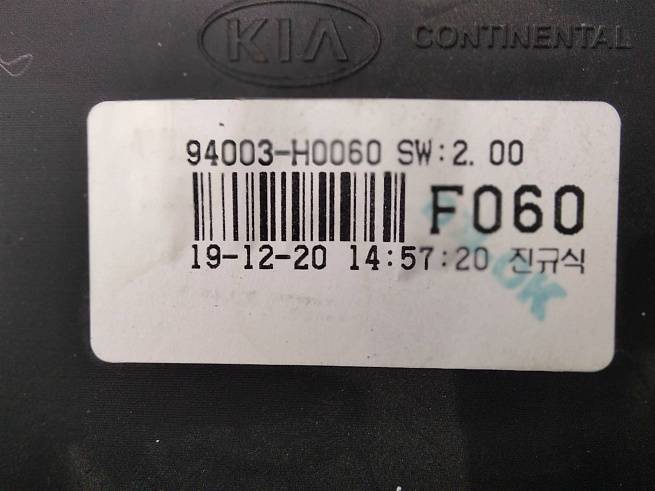 KIA CONTINENTAL
94003-H0060 SW:2.00
F060
19-12-20 14:57:20 진규식